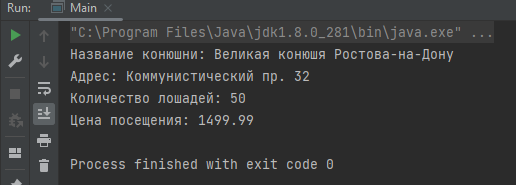 Run: Main
"C:\Program Files\Java\jdk1.8.0_281\bin\java.exe" ...
Название конюшни: Великая конюшя Ростова-на-Дону
Адрес: Коммунистический пр. 32
Количество лошадей: 50
Цена посещения: 1499.99
Process finished with exit code 0